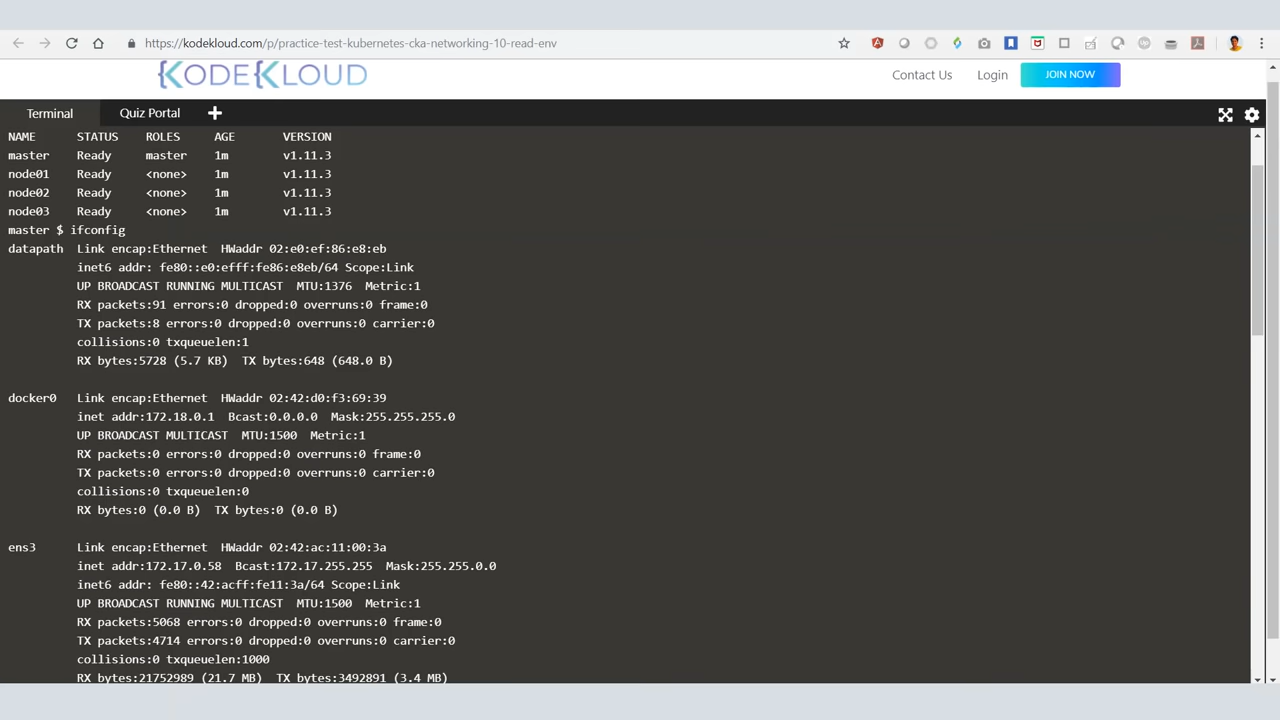 https://kodekloud.com/p/practice-test-kubernetes-cka-networking-10-read-env
{KODE{KLOUD
Contact Us Login JOIN NOW
Terminal Quiz Portal +
NAME STATUS ROLES AGE VERSION
master Ready master 1m v1.11.3
node01 Ready <none> 1m v1.11.3
node02 Ready <none> 1m v1.11.3
node03 Ready <none> 1m v1.11.3
master $ ifconfig
datapath Link encap:Ethernet HWaddr 02:e0:ef:86:e8:eb
inet6 addr: fe80::e0:efff:fe86:e8eb/64 Scope:Link
UP BROADCAST RUNNING MULTICAST MTU:1376 Metric:1
RX packets:91 errors:0 dropped:0 overruns:0 frame:0
TX packets:8 errors:0 dropped:0 overruns:0 carrier:0
collisions:0 txqueuelen:1
RX bytes:5728 (5.7 KB) TX bytes:648 (648.0 B)
docker0 Link encap:Ethernet HWaddr 02:42:d0:f3:69:39
inet addr:172.18.0.1 Bcast:0.0.0.0 Mask:255.255.255.0
UP BROADCAST MULTICAST MTU:1500 Metric:1
RX packets:0 errors:0 dropped:0 overruns:0 frame:0
TX packets:0 errors:0 dropped:0 overruns:0 carrier:0
collisions:0 txqueuelen:0
RX bytes:0 (0.0 B) TX bytes:0 (0.0 B)
ens3 Link encap:Ethernet HWaddr 02:42:ac:11:00:3a
inet addr:172.17.0.58 Bcast:172.17.255.255 Mask:255.255.0.0
inet6 addr: fe80::42:acff:fe11:3a/64 Scope:Link
UP BROADCAST RUNNING MULTICAST MTU:1500 Metric:1
RX packets:5068 errors:0 dropped:0 overruns:0 frame:0
TX packets:4714 errors:0 dropped:0 overruns:0 carrier:0
collisions:0 txqueuelen:1000
RX bytes:21752989 (21.7 MB) TX bytes:3492891 (3.4 MB)